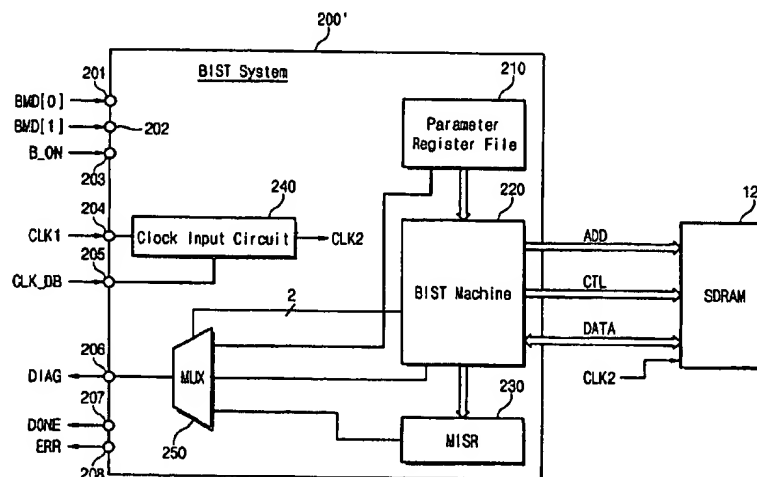 200'
BIST System
201
BMD[0]
BMD[1]
202
B_ON
203
210
Parameter
Register File
204
240
CLK1
Clock Input Circuit
CLK2
205
CLK_DB
220
BIST Machine
ADD
CTL
DATA
12
SDRAM
CLK2
2
206
DIAG
MUX
250
207
DONE
ERR
208
230
MISR